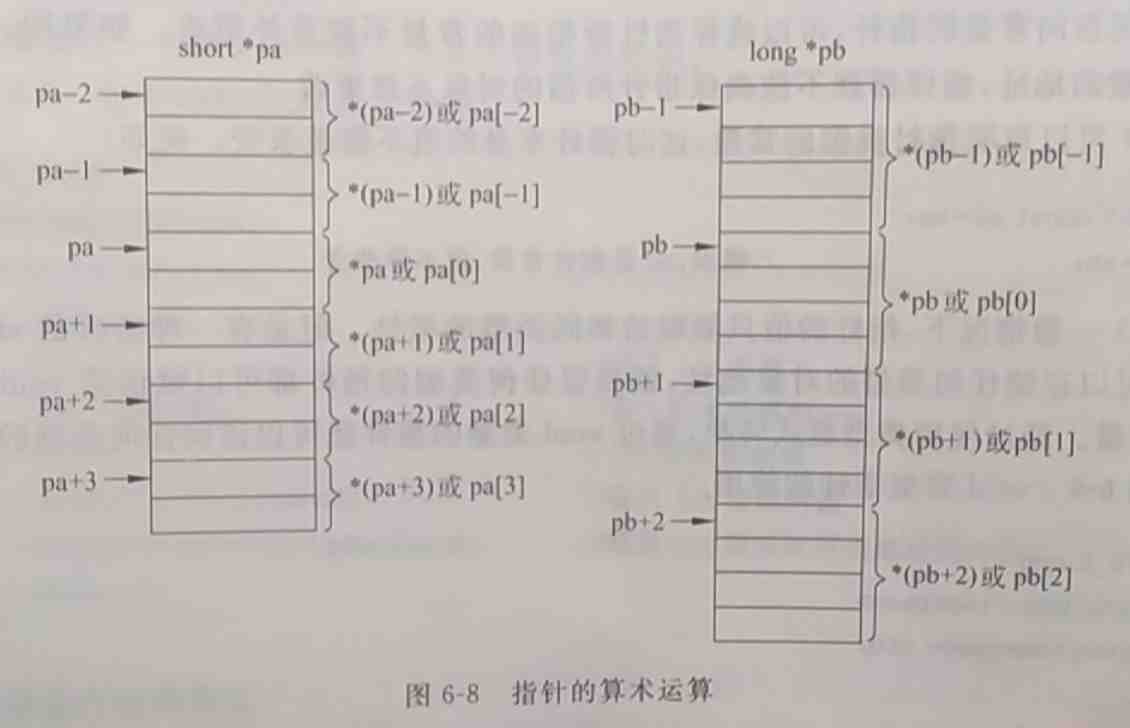 short *pa
pa−2
*(pa−2)或 pa[−2]
pa−1
*(pa−1)或 pa[−1]
pa
*pa 或 pa[0]
pa+1
*(pa+1)或 pa[1]
pa+2
*(pa+2)或 pa[2]
pa+3
*(pa+3)或 pa[3]
long *pb
pb−1
*(pb−1)或 pb[−1]
pb
*pb 或 pb[0]
pb+1
*(pb+1)或pb[1]
pb+2
*(pb+2)或 pb[2]
图 6-8 指针的算术运算